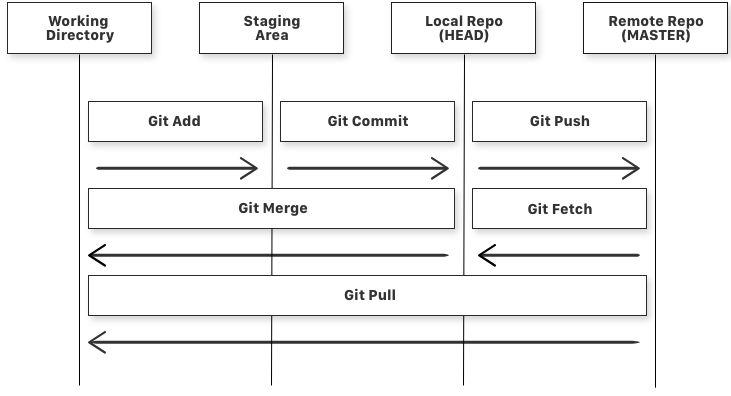 Working
Directory
Staging
Area
Local Repo
(HEAD)
Remote Repo
(MASTER)
Git Add
Git Commit
Git Push
Git Merge
Git Fetch
Git Pull